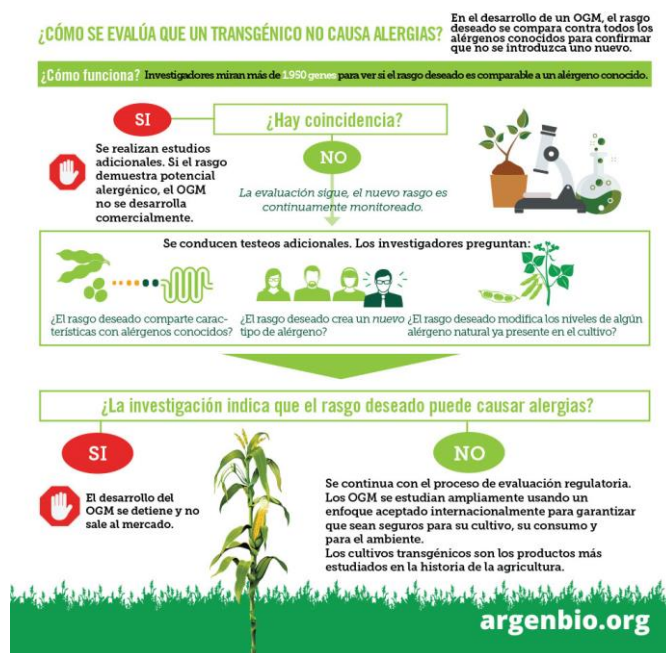 ¿CÓMO SE EVALÚA QUE UN TRANSGÉNICO NO CAUSA ALERGIAS?
En el desarrollo de un OGM, el rasgo
deseado se compara contra todos los
alérgenos conocidos para confirmar
que no se introduzca uno nuevo.
¿Cómo funciona? Investigadores miran más de 1.950 genes para ver si el rasgo deseado es comparable a un alérgeno conocido.
SI
¿Hay coincidencia?
Se realizan estudios
adicionales. Si el rasgo
demuestra potencial
alergénico, el OGM
no se desarrolla
comercialmente.
NO
La evaluación sigue, el nuevo rasgo es
continuamente monitoreado.
Se conducen testeos adicionales. Los investigadores preguntan:
¿El rasgo deseado comparte carac-
terísticas con alérgenos conocidos?
¿El rasgo deseado crea un nuevo
tipo de alérgeno?
¿El rasgo deseado modifica los niveles de algún
alérgeno natural ya presente en el cultivo?
¿La investigación indica que el rasgo deseado puede causar alergias?
SI
El desarrollo del
OGM se detiene y no
sale al mercado.
NO
Se continua con el proceso de evaluación regulatoria.
Los OGM se estudian ampliamente usando un
enfoque aceptado internacionalmente para garantizar
que sean seguros para su cultivo, su consumo y
para el ambiente.
Los cultivos transgénicos son los productos más
estudiados en la historia de la agricultura.
argenbio.org